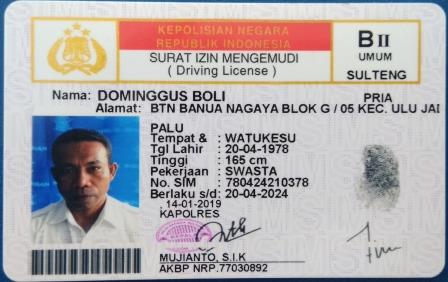 KEPOLISIAN NEGARA
REPUBLIK INDONESIA
SURAT IZIN MENGEMUDI
( Driving License )
B II
UMUM
SULTENG
Nama: DOMINGGUS BOLI PRIA
Alamat: BTN BANUA NAGAYA BLOK G / 05 KEC. ULU JAI
PALU
Tempat & : WATUKESU
Tgl Lahir : 20-04-1978
Tinggi : 165 cm
Pekerjaan : SWASTA
No. SIM : 780424210378
Berlaku s/d : 20-04-2024
14-01-2019
KAPOLRES
MUJIANTO, S.I.K
AKBP NRP.77030892